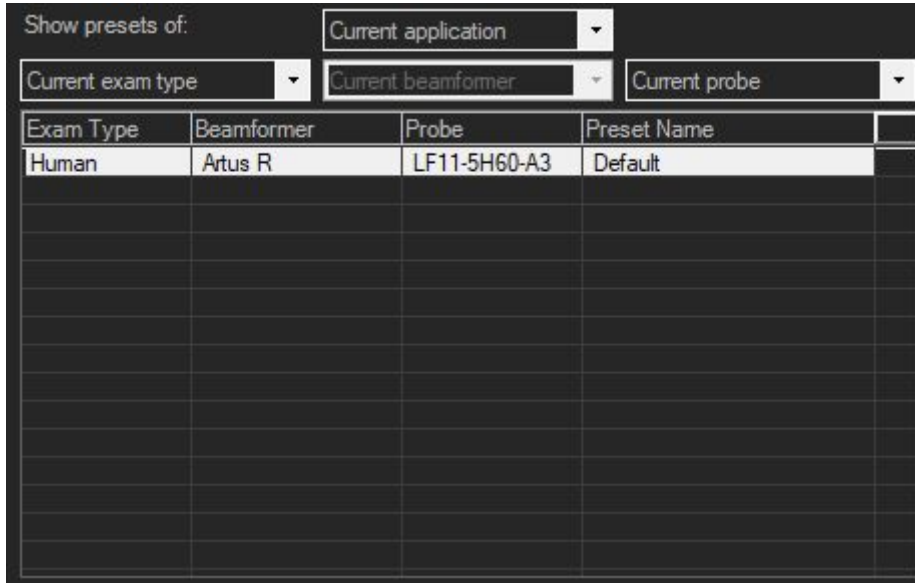 Show presets of:
Current application
Current exam type Current beamformer Current probe
Exam Type Beamformer Probe Preset Name
Human Artus R LF11-5H60-A3 Default